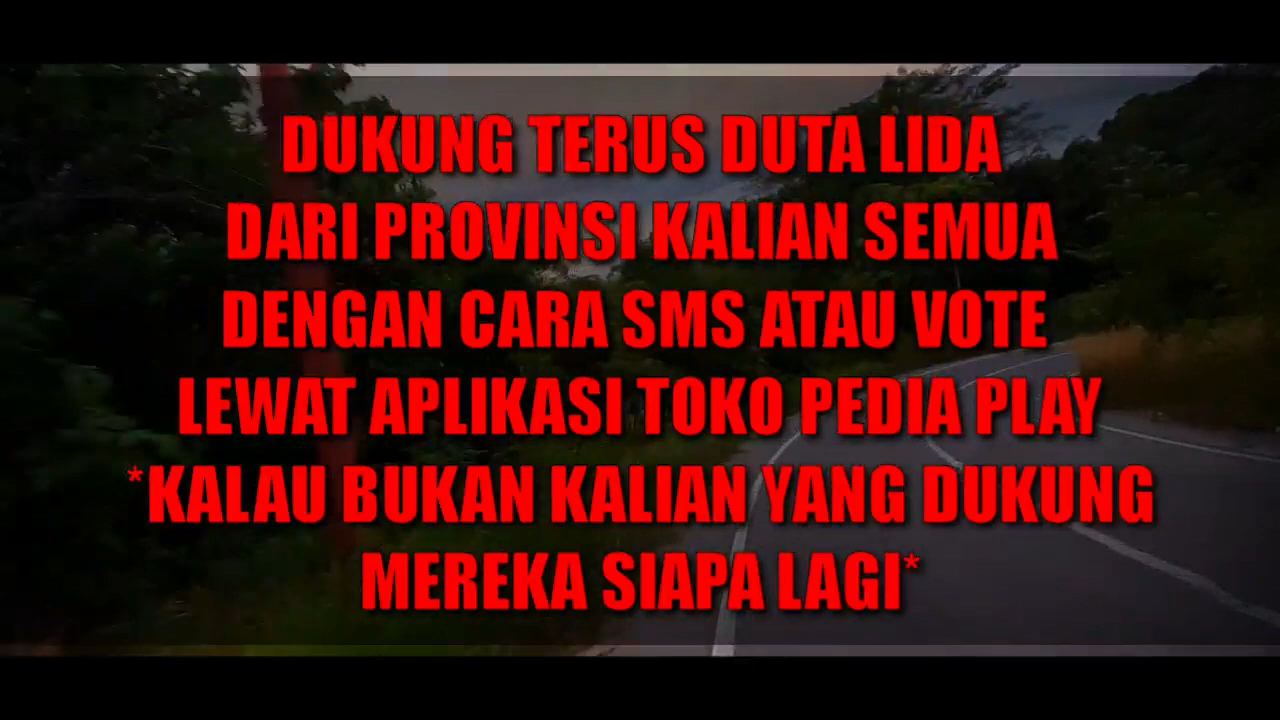 DUKUNG TERUS DUTA LIDA
DARI PROVINSI KALIAN SEMUA
DENGAN CARA SMS ATAU VOTE
LEWAT APLIKASI TOKO PEDIA PLAY
*KALAU BUKAN KALIAN YANG DUKUNG
MEREKA SIAPA LAGI*